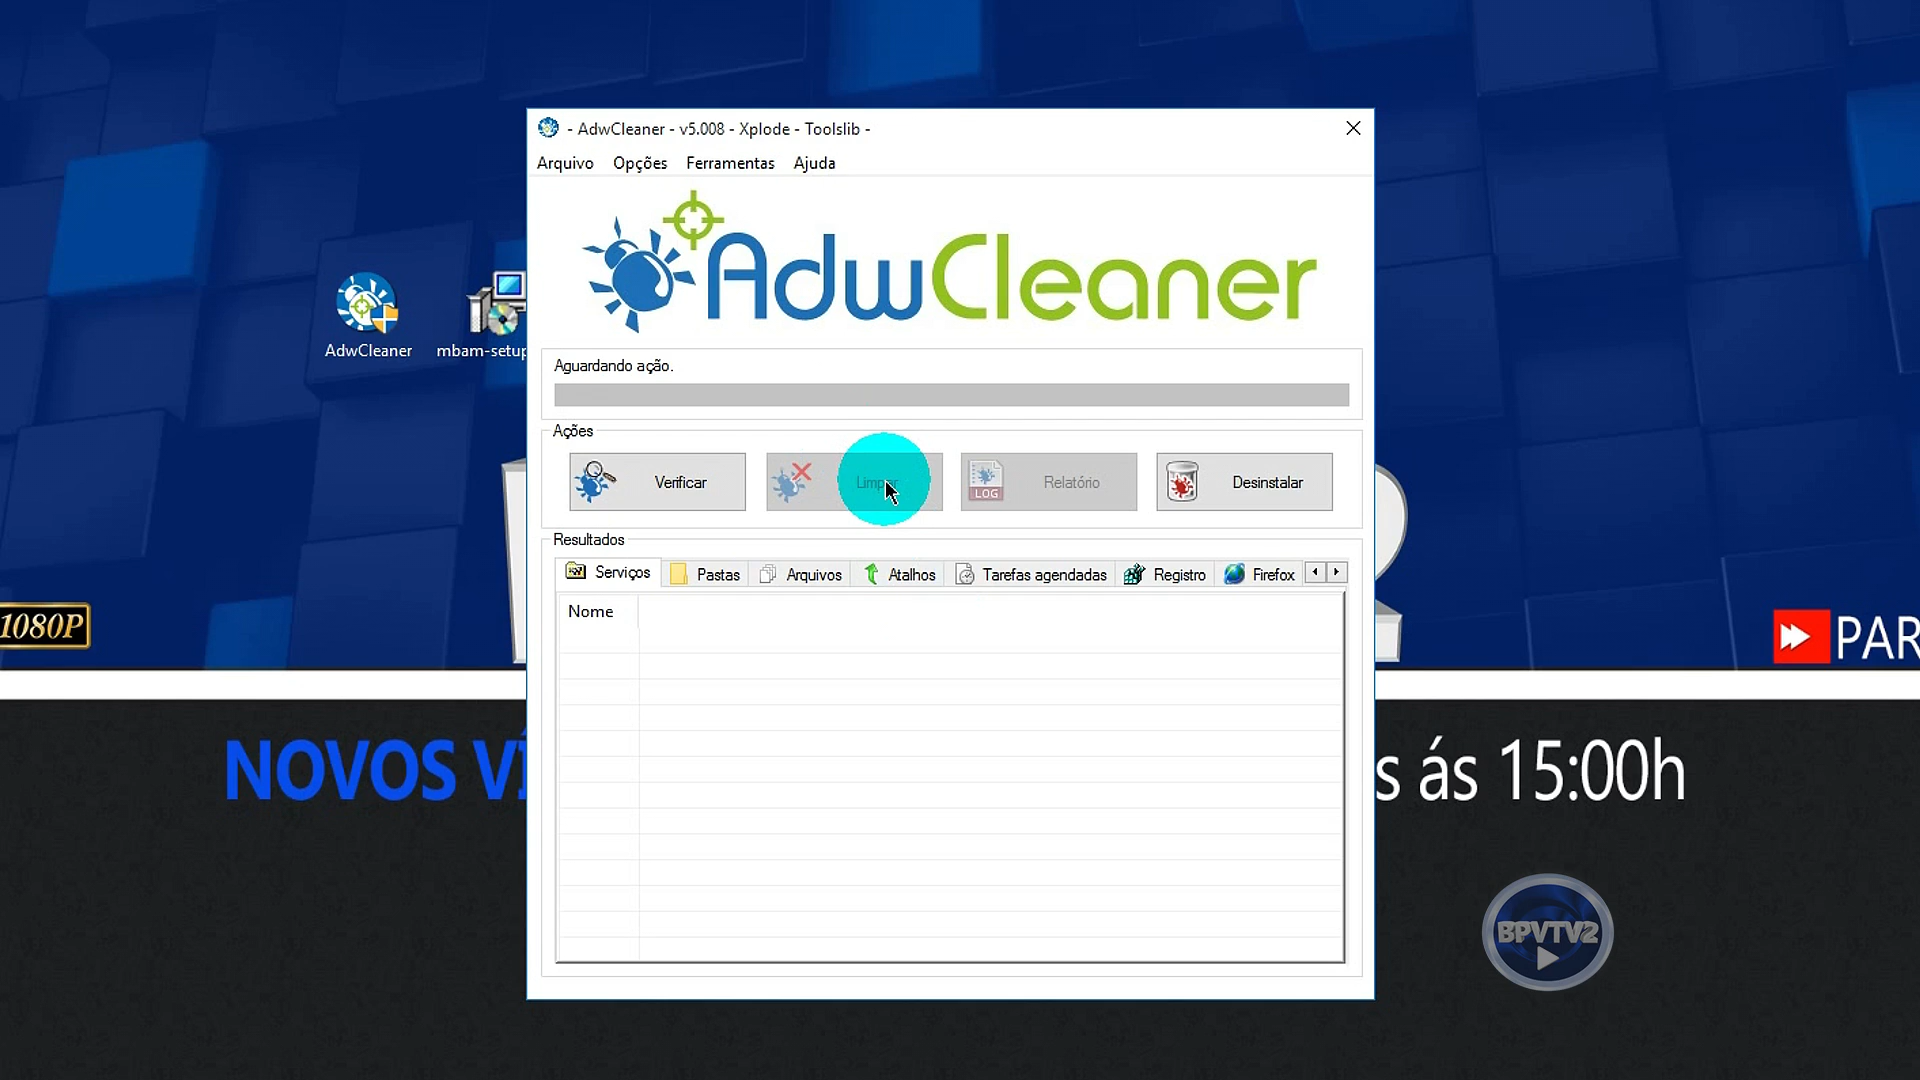 - AdwCleaner - v5.008 - Xplode - Toolslib -
Arquivo Opções Ferramentas Ajuda
AdwCleaner
AdwCleaner
mbam-setup
Aguardando ação.
Ações
Verificar
LOG
Relatório
Desinstalar
Resultados
Serviços Pastas Arquivos Atalhos Tarefas agendadas Registro Firefox
Nome
1080P
PAR
NOVOS VÍ
s ás 15:00h
BPVTV2